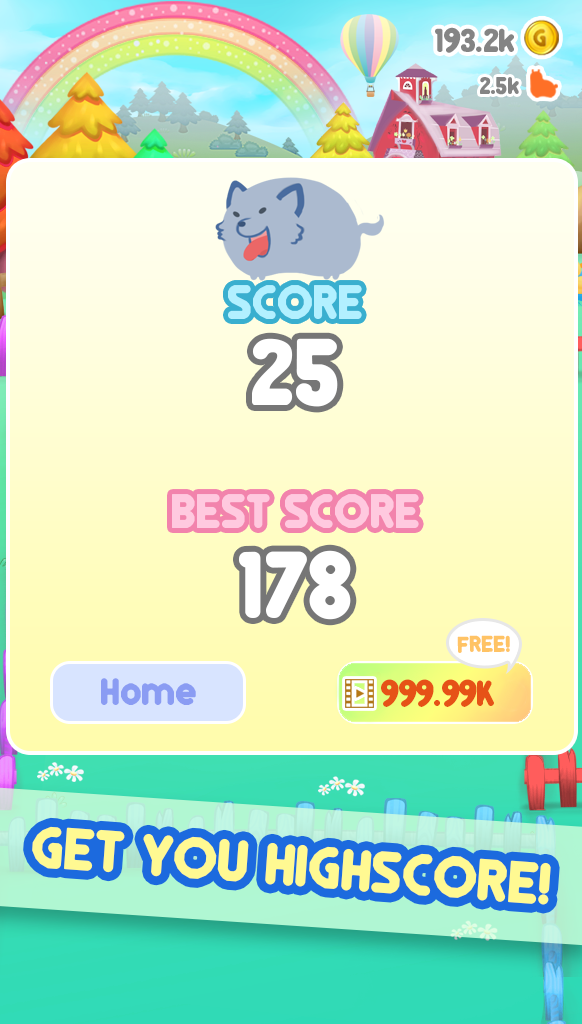 193.2k G
2.5k
SCORE
25
BEST SCORE
178
FREE!
Home
999.99K
GET YOU HIGHSCORE!